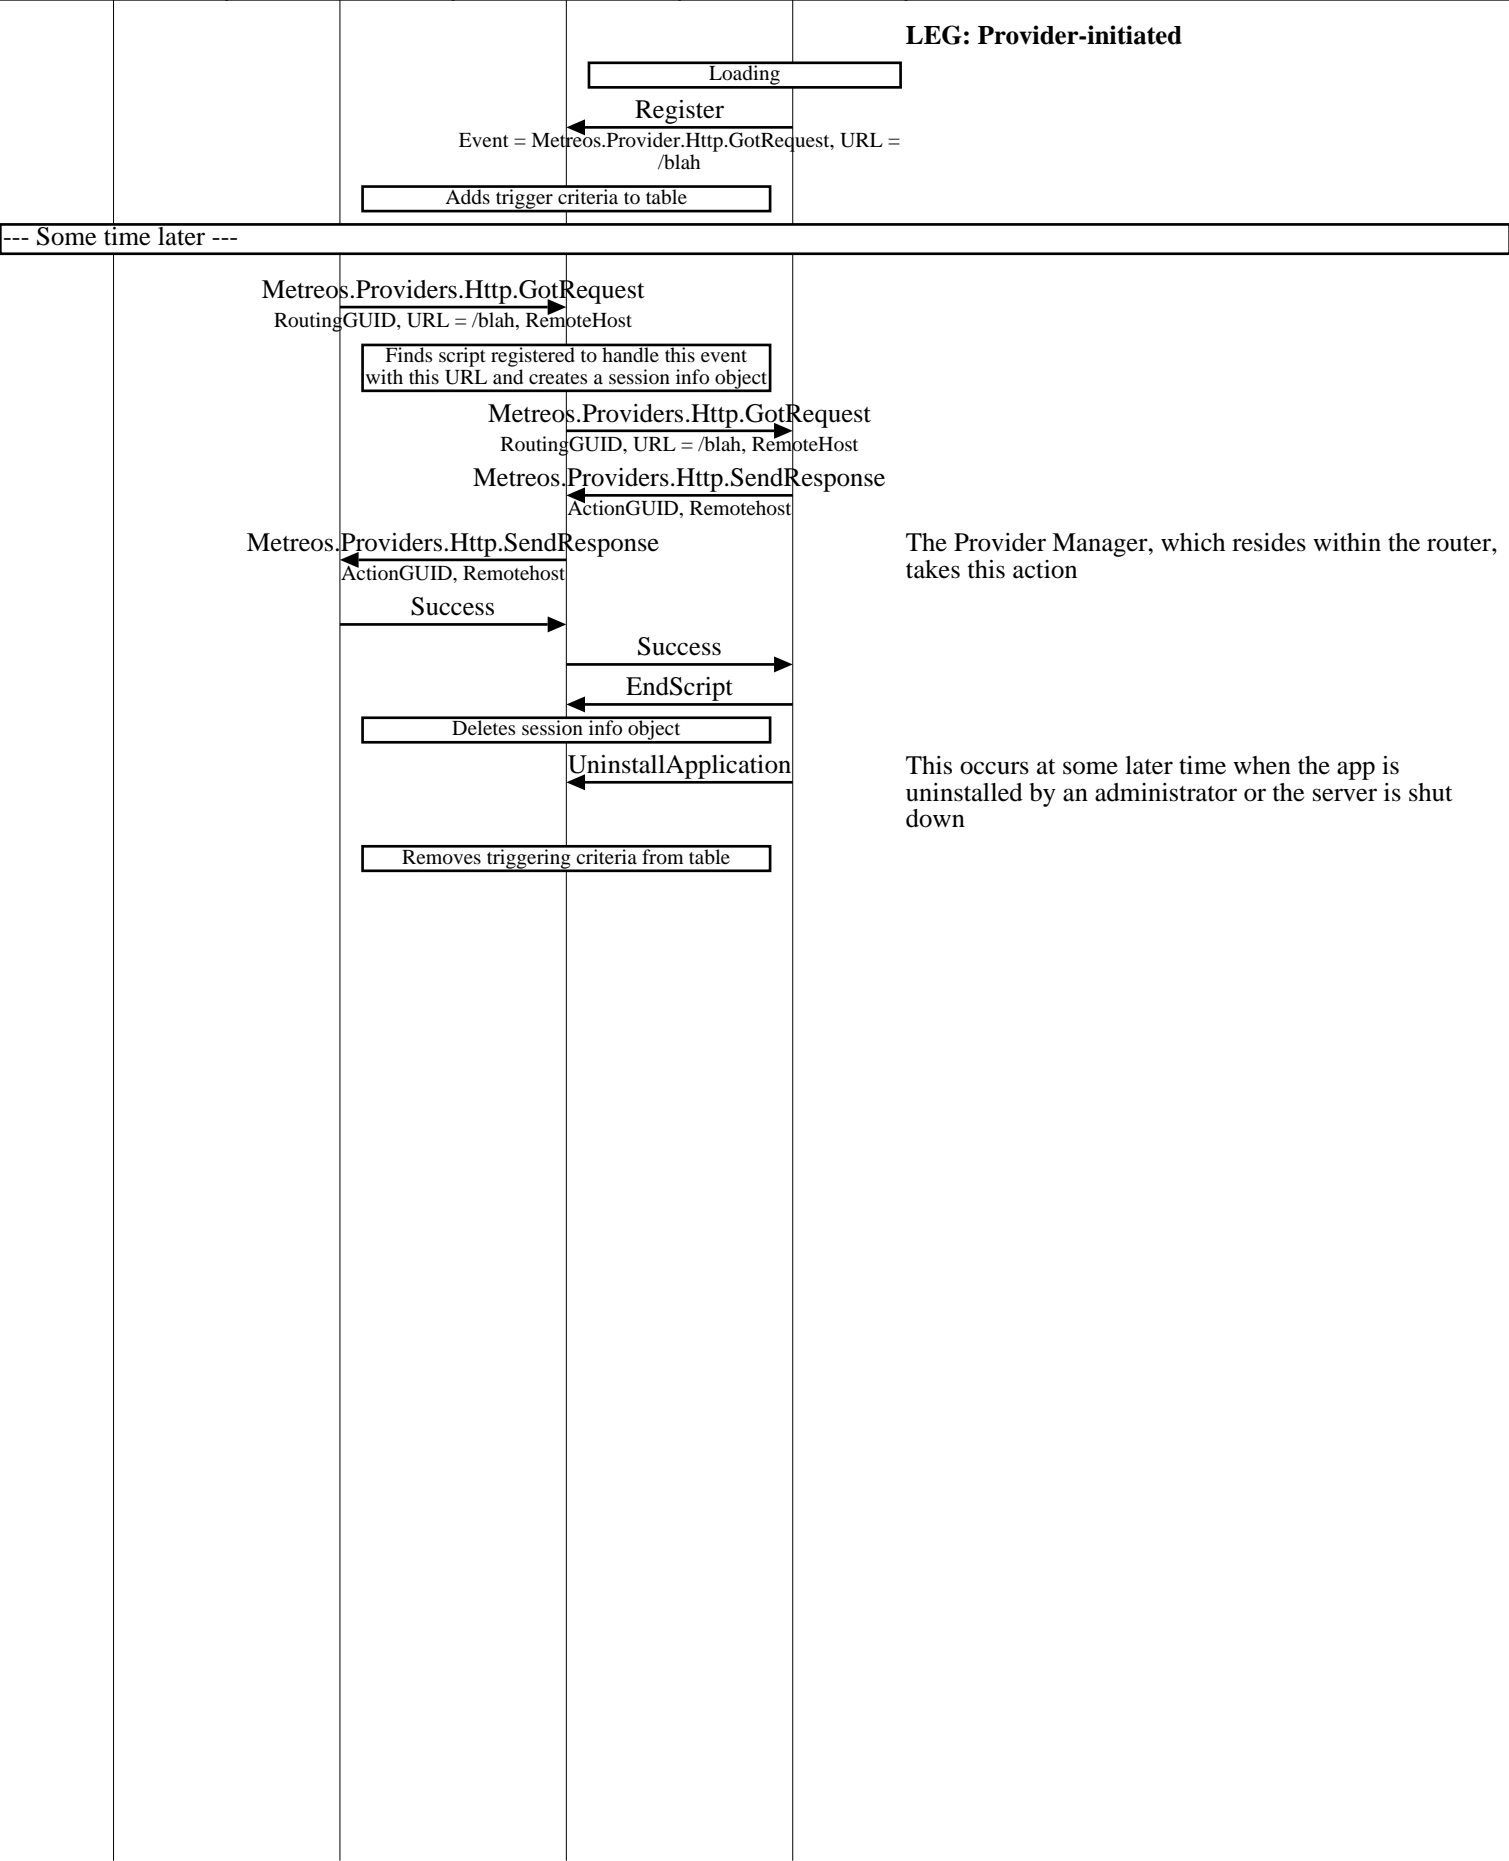 LEG: Provider-initiated
Loading
Register
Event = Metreos.Provider.Http.GotRequest, URL =
/blah
Adds trigger criteria to table
--- Some time later ---
Metreos.Providers.Http.GotRequest
RoutingGUID, URL = /blah, RemoteHost
Finds script registered to handle this event
with this URL and creates a session info object
Metreos.Providers.Http.GotRequest
RoutingGUID, URL = /blah, RemoteHost
Metreos.Providers.Http.SendResponse
ActionGUID, Remotehost
Metreos.Providers.Http.SendResponse
ActionGUID, Remotehost
The Provider Manager, which resides within the router,
takes this action
Success
Success
EndScript
Deletes session info object
UninstallApplication
This occurs at some later time when the app is
uninstalled by an administrator or the server is shut
down
Removes triggering criteria from table